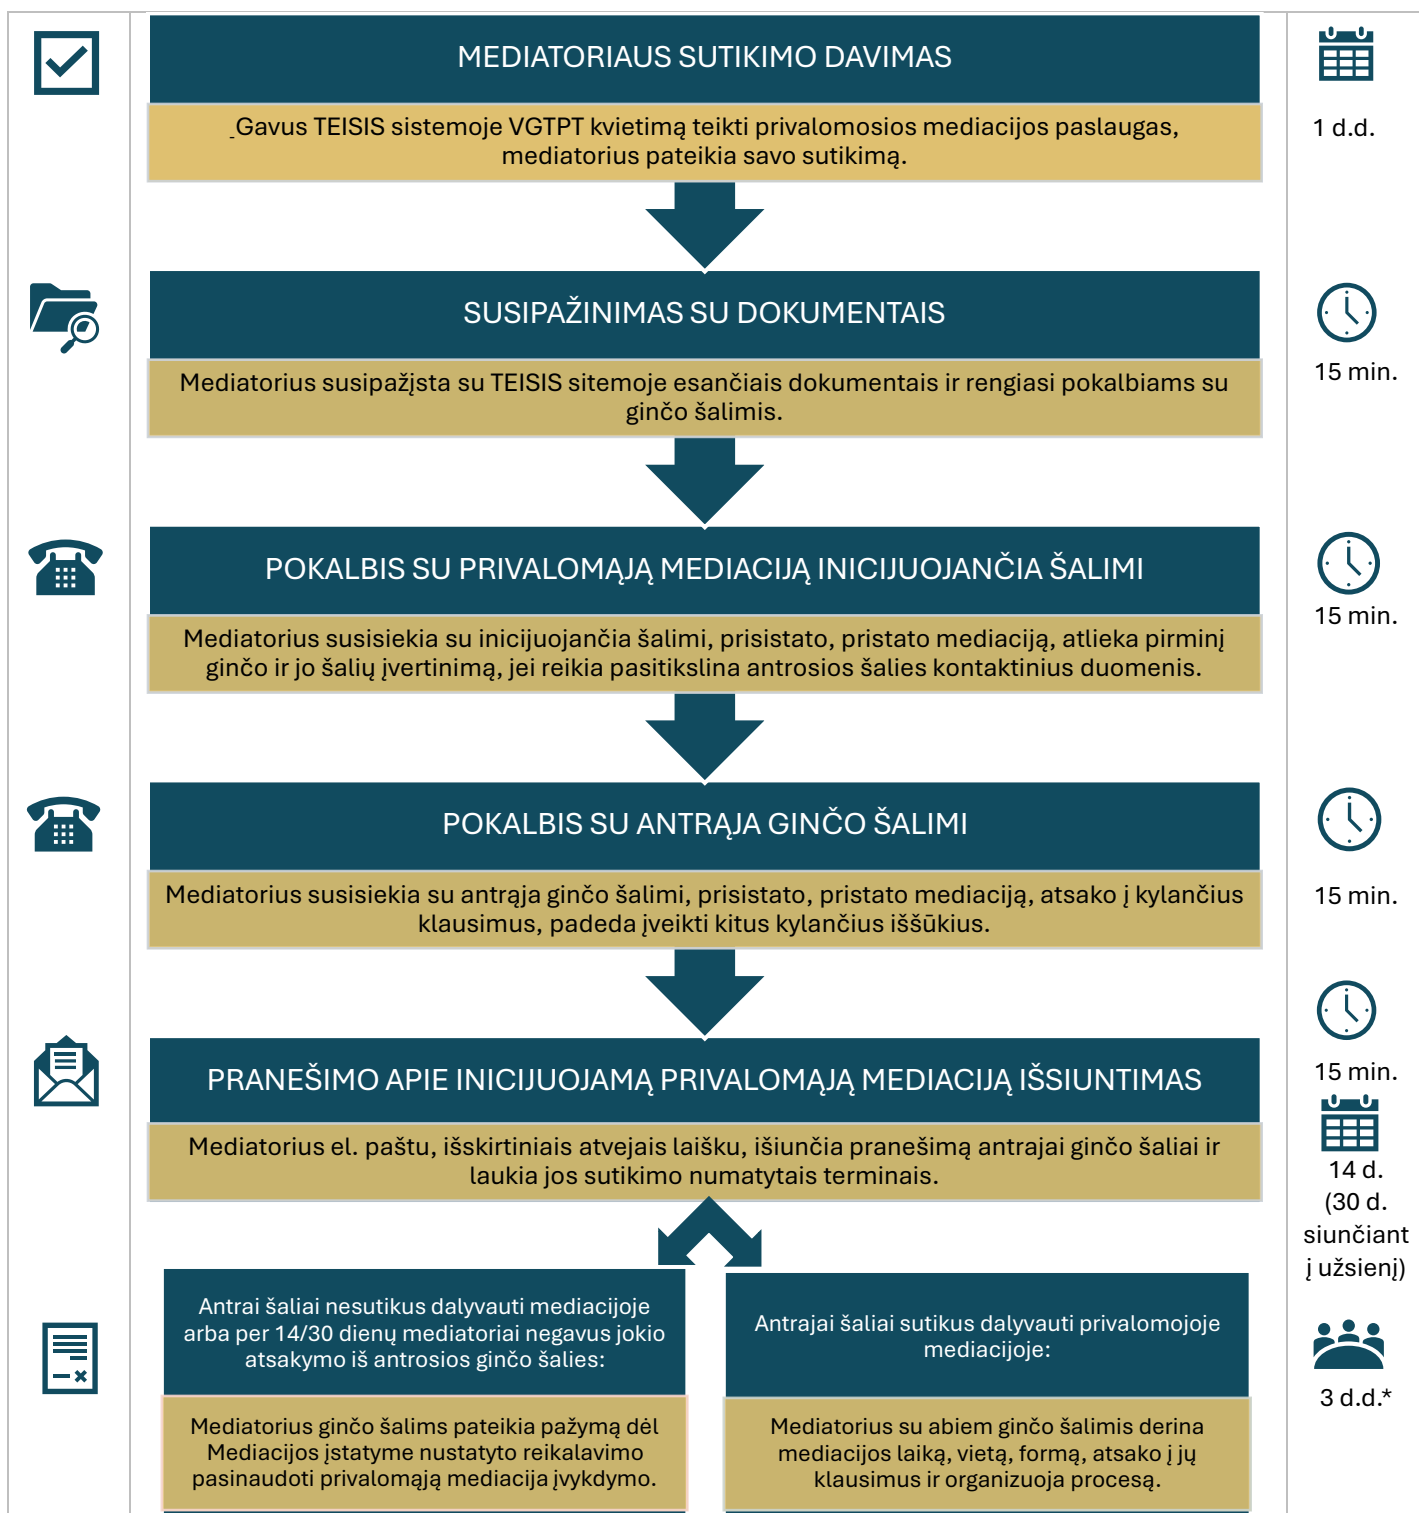 MEDIATORIAUS SUTIKIMO DAVIMAS
Gavus TEISIS sistemoje VGTPT kvietimą teikti privalomosios mediacijos paslaugas,
mediatorius pateikia savo sutikimą.
1 d.d.
SUSIPAŽINIMAS SU DOKUMENTAIS
Mediatorius susipažįsta su TEISIS sitemoje esančiais dokumentais ir rengiasi pokalbiams su
ginčo šalimis.
15 min.
POKALBIS SU PRIVALOMĄJĄ MEDIACIJĄ INICIJUOJANČIA ŠALIMI
Mediatorius susisiekia su inicijuojančia šalimi, prisistato, pristato mediaciją, atlieka pirminį
ginčo ir jo šalių įvertinimą, jei reikia pasitikslina antrosios šalies kontaktinius duomenis.
15 min.
POKALBIS SU ANTRĄJA GINČO ŠALIMI
Mediatorius susisiekia su antrąja ginčo šalimi, prisistato, pristato mediaciją, atsako į kylančius
klausimus, padeda įveikti kitus kylančius iššūkius.
15 min.
PRANEŠIMO APIE INICIJUOJAMĄ PRIVALOMĄJĄ MEDIACIJĄ IŠSIUNTIMAS
Mediatorius el. paštu, išskirtiniais atvejais laišku, išiunčia pranešimą antrajai ginčo šaliai ir
laukia jos sutikimo numatytais terminais.
15 min.
14 d.
(30 d.
siunčiant
į užsienį)
Antrai šaliai nesutikus dalyvauti mediacijoje
arba per 14/30 dienų mediatoriai negavus jokio
atsakymo iš antrosios ginčo šalies:
Mediatorius ginčo šalims pateikia pažymą dėl
Mediacijos įstatyme nustatyto reikalavimo
pasinaudoti privalomąją mediacija įvykdymo.
Antrajai šaliai sutikus dalyvauti privalomojoje
mediacijoje:
Mediatorius su abiem ginčo šalimis derina
mediacijos laiką, vietą, formą, atsako į jų
klausimus ir organizuoja procesą.
3 d.d.*